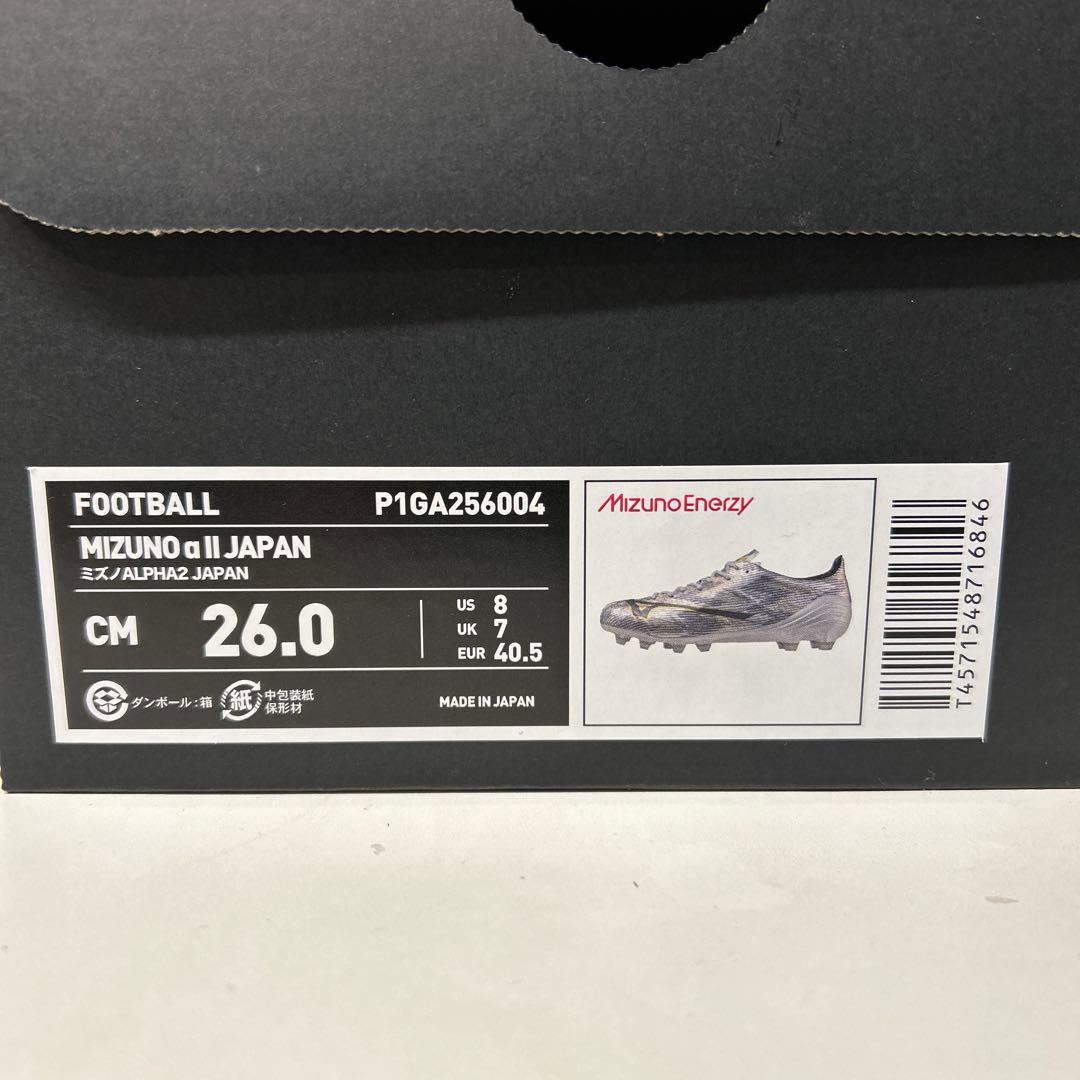 FOOTBALL P1GA256004
MIZUNO α II JAPAN
ミズノALPHA2 JAPAN
CM 26.0
US 8
UK 7
EUR 40.5
ダンボール:箱
紙 中包装紙
保形材
MADE IN JAPAN
Mizuno Enerzy
T4571548716846